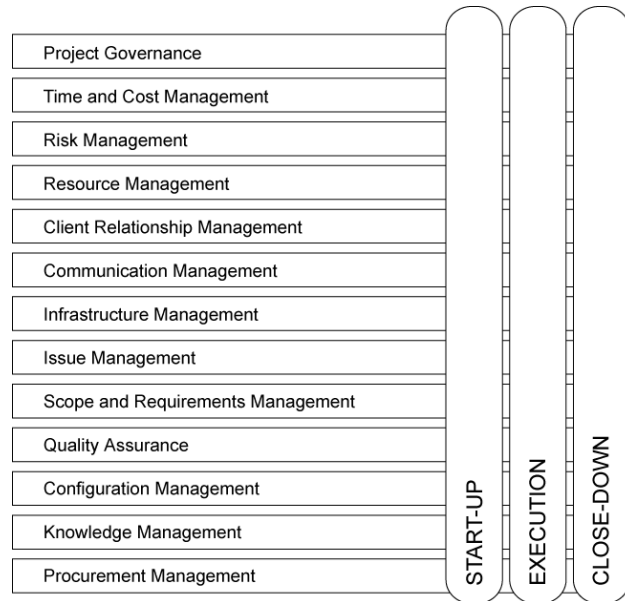 Project Governance
Time and Cost Management
Risk Management
Resource Management
Client Relationship Management
Communication Management
Infrastructure Management
Issue Management
Scope and Requirements Management
Quality Assurance
Configuration Management
Knowledge Management
Procurement Management
START-UP
EXECUTION
CLOSE-DOWN